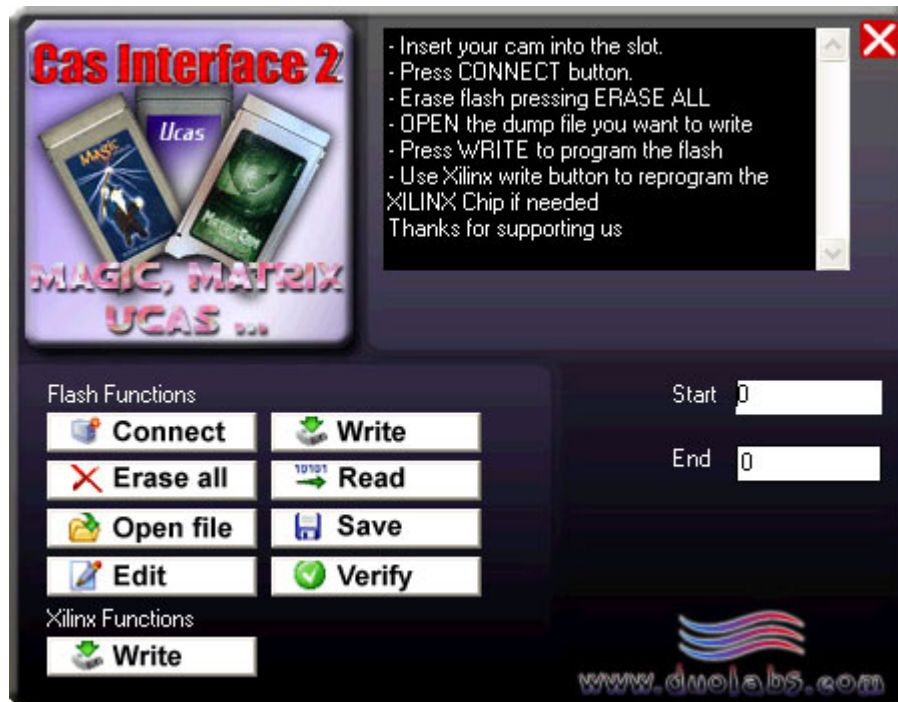 Cas Interface 2
Ucas
MAGIC
MATRIX
MAGIC, MATRIX
UCAS ...
- Insert your cam into the slot.
- Press CONNECT button.
- Erase flash pressing ERASE ALL
- OPEN the dump file you want to write
- Press WRITE to program the flash
- Use Xilinx write button to reprogram the
XILINX Chip if needed
Thanks for supporting us
Flash Functions
Connect
Write
Erase all
10101
Read
Open file
Save
Edit
Verify
Xilinx Functions
Write
Start
0
End
0
www.duolabs.com